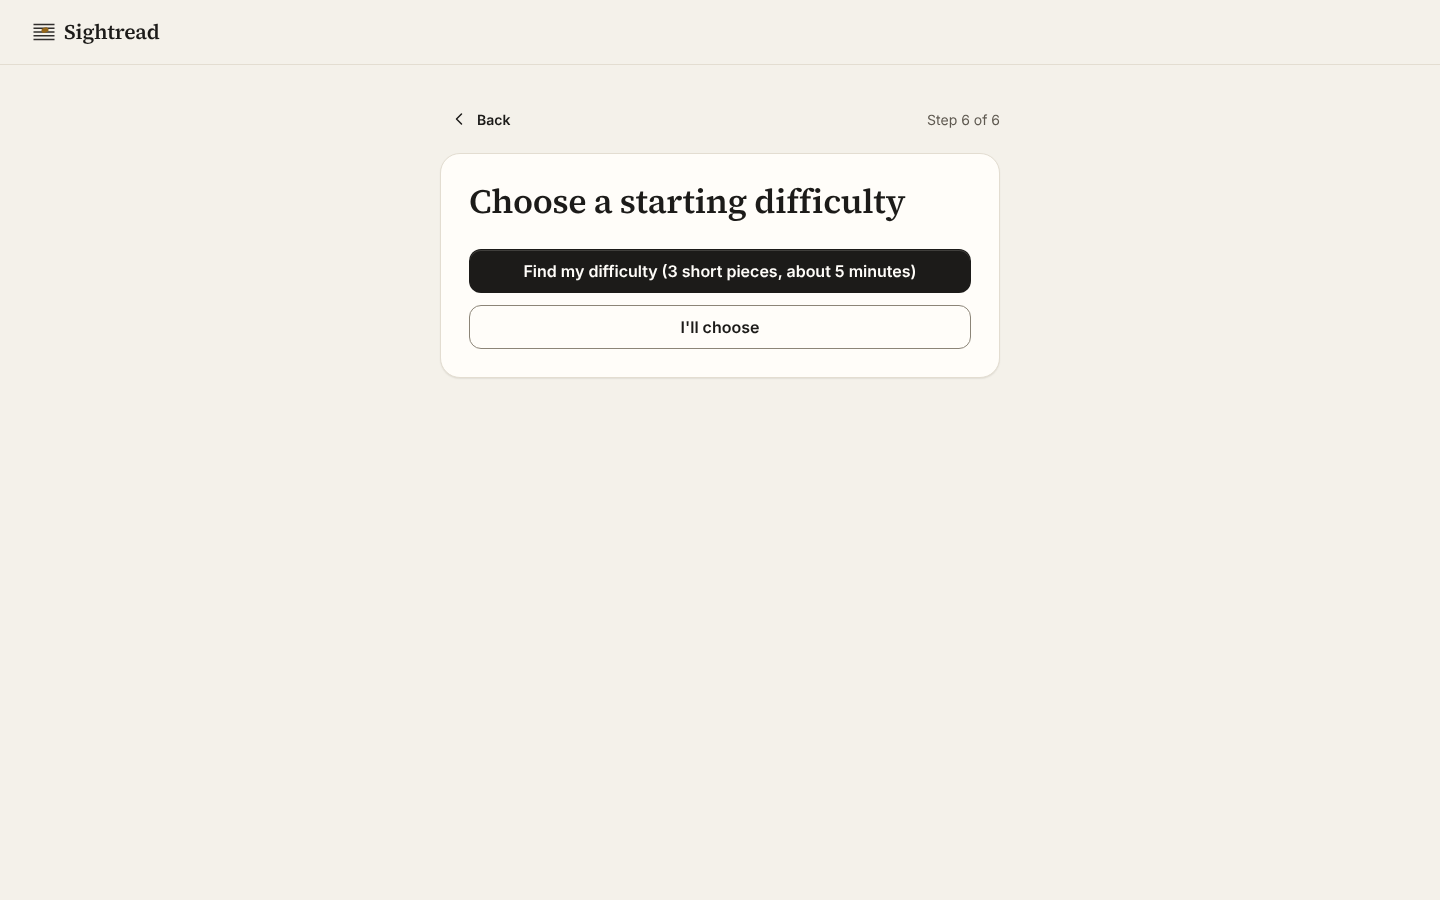 Sightread
Back
Step 6 of 6
Choose a starting difficulty
Find my difficulty (3 short pieces, about 5 minutes)
I'll choose